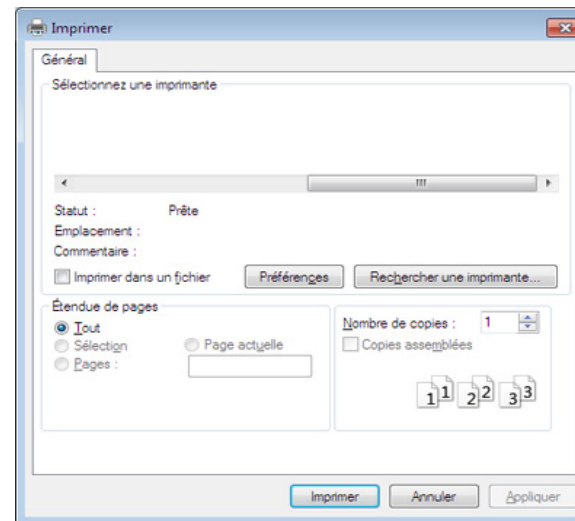 Imprimer
Général
Sélectionnez une imprimante
Statut : Prête
Emplacement :
Commentaire :
Imprimer dans un fichier Préférences Rechercher une imprimante...
Étendue de pages
Tout
Sélection Page actuelle
Pages :
Nombre de copies : 1
Copies assemblées
1 1 2 2 3 3
Imprimer Annuler Appliquer